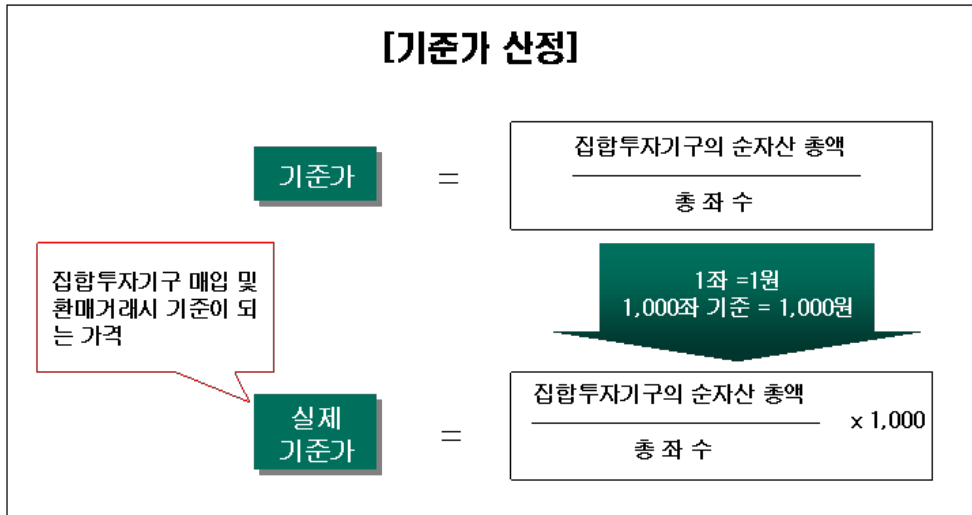 [기준가 산정]
기준가
=
집합투자기구의 순자산 총액
총 좌 수
집합투자기구 매입 및
환매거래시 기준이 되
는 가격
1좌 =1원
1,000좌 기준 = 1,000원
실제
기준가
=
집합투자기구의 순자산 총액
총 좌 수
x 1,000